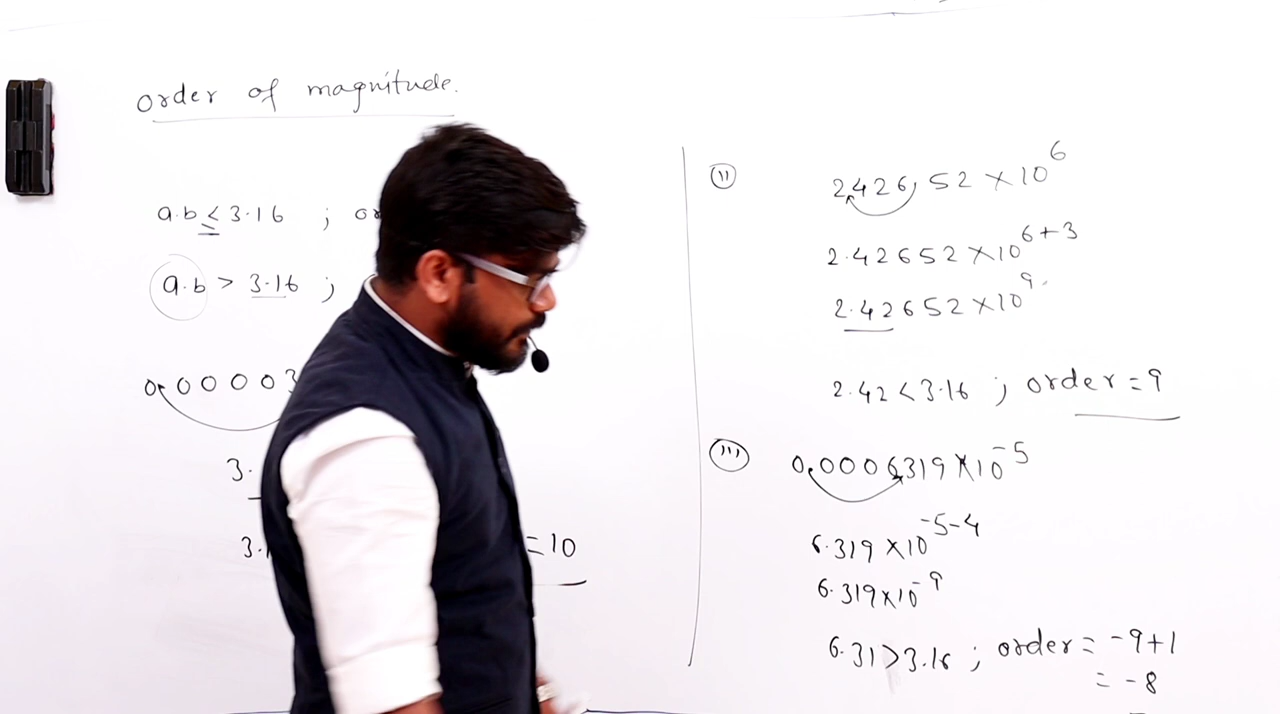 order of magnitude.
a.b ≤ 3.16 ; or
a.b > 3.16 ;
0.00003
3.
3.1
=10
(ii) 2426.52 × 10^6
2.42652 × 10^6+3
2.42652 × 10^9.
2.42 < 3.16 ; order = 9
(iii) 0.0006319 × 10^-5
6.319 × 10^-5-4
6.319 × 10^-9
6.31 > 3.16 ; order = -9+1
= -8